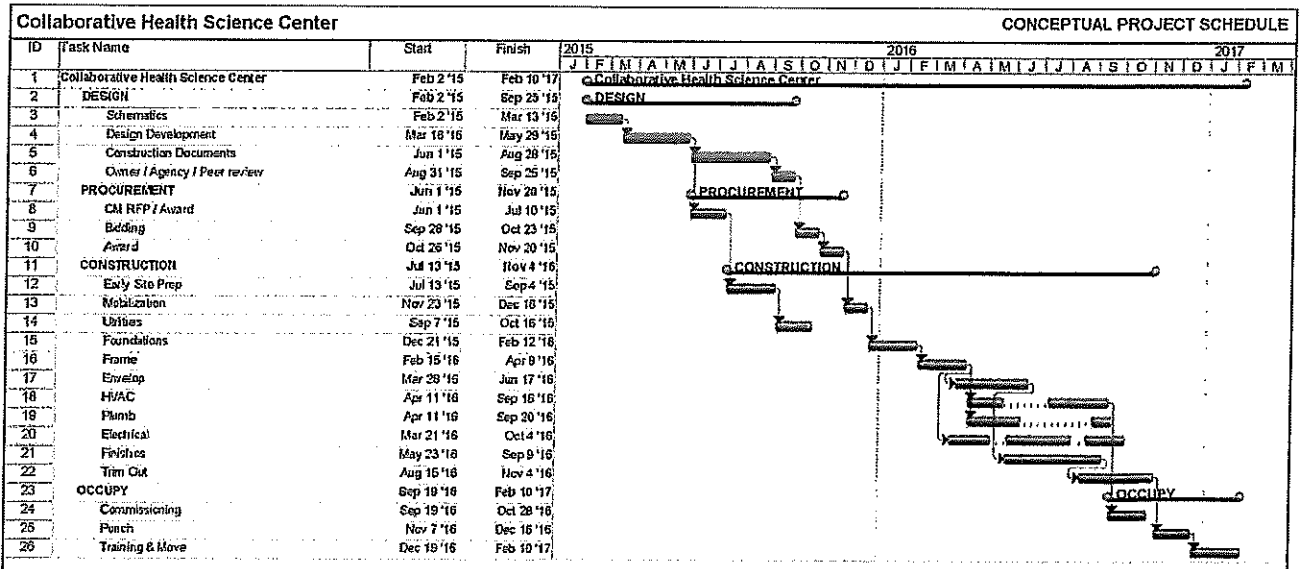 Collaborative Health Science Center CONCEPTUAL PROJECT SCHEDULE
ID Task Name Start Finish 2015 2016 2017
J F M A M J J A S O N D J F M A M J J A S O N D J F M
1 Collaborative Health Science Center Feb 2 '15 Feb 10 '17 Collaborative Health Science Center
2 DESIGN Feb 2 '15 Sep 25 '15 DESIGN
3 Schematics Feb 2 '15 Mar 13 '15
4 Design Development Mar 16 '15 May 29 '15
5 Construction Documents Jun 1 '15 Aug 28 '15
6 Owner / Agency / Peer review Aug 31 '15 Sep 25 '15
7 PROCUREMENT Jun 1 '15 Nov 20 '15 PROCUREMENT
8 CM RFP / Award Jun 1 '15 Jul 10 '15
9 Bidding Sep 28 '15 Oct 23 '15
10 Award Oct 26 '15 Nov 20 '15
11 CONSTRUCTION Jul 13 '15 Nov 4 '16 CONSTRUCTION
12 Early Site Prep Jul 13 '15 Sep 4 '15
13 Mobilization Nov 23 '15 Dec 18 '15
14 Utilities Sep 7 '15 Oct 16 '15
15 Foundations Dec 21 '15 Feb 12 '16
16 Frame Feb 15 '16 Apr 8 '16
17 Envelop Mar 28 '16 Jun 17 '16
18 HVAC Apr 11 '16 Sep 16 '16
19 Plumb Apr 11 '16 Sep 20 '16
20 Electrical Mar 21 '16 Oct 4 '16
21 Finishes May 23 '16 Sep 9 '16
22 Trim Out Aug 15 '16 Nov 4 '16
23 OCCUPY Sep 19 '16 Feb 10 '17 OCCUPY
24 Commissioning Sep 19 '16 Oct 28 '16
25 Punch Nov 7 '16 Dec 16 '16
26 Training & Move Dec 19 '16 Feb 10 '17